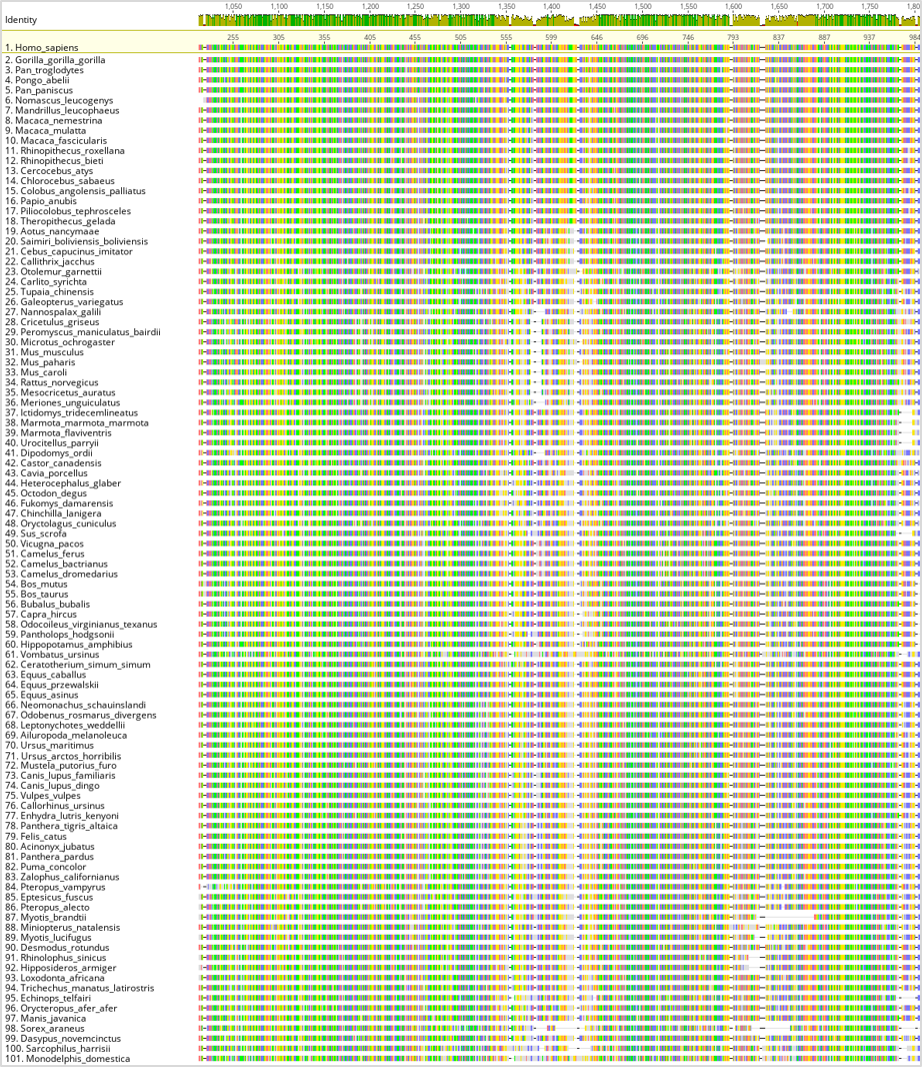 1,050 1,100 1,150 1,200 1,250 1,300 1,350 1,400 1,450 1,500 1,550 1,600 1,650 1,700 1,750 1,80
Identity
255 305 355 405 455 505 555 599 646 696 746 793 837 887 937 984
1. Homo_sapiens
2. Gorilla_gorilla_gorilla
3. Pan_troglodytes
4. Pongo_abelii
5. Pan_paniscus
6. Nomascus_leucogenys
7. Mandrillus_leucophaeus
8. Macaca_nemestrina
9. Macaca_mulatta
10. Macaca_fascicularis
11. Rhinopithecus_roxellana
12. Rhinopithecus_bieti
13. Cercocebus_atys
14. Chlorocebus_sabaeus
15. Colobus_angolensis_palliatus
16. Papio_anubis
17. Piliocolobus_tephrosceles
18. Theropithecus_gelada
19. Aotus_nancymaae
20. Saimiri_boliviensis_boliviensis
21. Cebus_capucinus_imitator
22. Callithrix_jacchus
23. Otolemur_garnettii
24. Carlito_syrichta
25. Tupaia_chinensis
26. Galeopterus_variegatus
27. Nannospalax_galili
28. Cricetulus_griseus
29. Peromyscus_maniculatus_bairdii
30. Microtus_ochrogaster
31. Mus_musculus
32. Mus_paharis
33. Mus_caroli
34. Rattus_norvegicus
35. Mesocricetus_auratus
36. Meriones_unguiculatus
37. Ictidomys_tridecemlineatus
38. Marmota_marmota_marmota
39. Marmota_flaviventris
40. Urocitellus_parryii
41. Dipodomys_ordii
42. Castor_canadensis
43. Cavia_porcellus
44. Heterocephalus_glaber
45. Octodon_degus
46. Fukomys_damarensis
47. Chinchilla_lanigera
48. Oryctolagus_cuniculus
49. Sus_scrofa
50. Vicugna_pacos
51. Camelus_ferus
52. Camelus_bactrianus
53. Camelus_dromedarius
54. Bos_mutus
55. Bos_taurus
56. Bubalus_bubalis
57. Capra_hircus
58. Odocoileus_virginianus_texanus
59. Pantholops_hodgsonii
60. Hippopotamus_amphibius
61. Vombatus_ursinus
62. Ceratotherium_simum_simum
63. Equus_caballus
64. Equus_przewalskii
65. Equus_asinus
66. Neomonachus_schauinslandi
67. Odobenus_rosmarus_divergens
68. Leptonychotes_weddellii
69. Ailuropoda_melanoleuca
70. Ursus_maritimus
71. Ursus_arctos_horribilis
72. Mustela_putorius_furo
73. Canis_lupus_familiaris
74. Canis_lupus_dingo
75. Vulpes_vulpes
76. Callorhinus_ursinus
77. Enhydra_lutris_kenyoni
78. Panthera_tigris_altaica
79. Felis_catus
80. Acinonyx_jubatus
81. Panthera_pardus
82. Puma_concolor
83. Zalophus_californianus
84. Pteropus_vampyrus
85. Eptesicus_fuscus
86. Pteropus_alecto
87. Myotis_brandtii
88. Miniopterus_natalensis
89. Myotis_lucifugus
90. Desmodus_rotundus
91. Rhinolophus_sinicus
92. Hipposideros_armiger
93. Loxodonta_africana
94. Trichechus_manatus_latirostris
95. Echinops_telfairi
96. Orycteropus_afer_afer
97. Manis_javanica
98. Sorex_araneus
99. Dasypus_novemcinctus
100. Sarcophilus_harrisii
101. Monodelphis_domestica